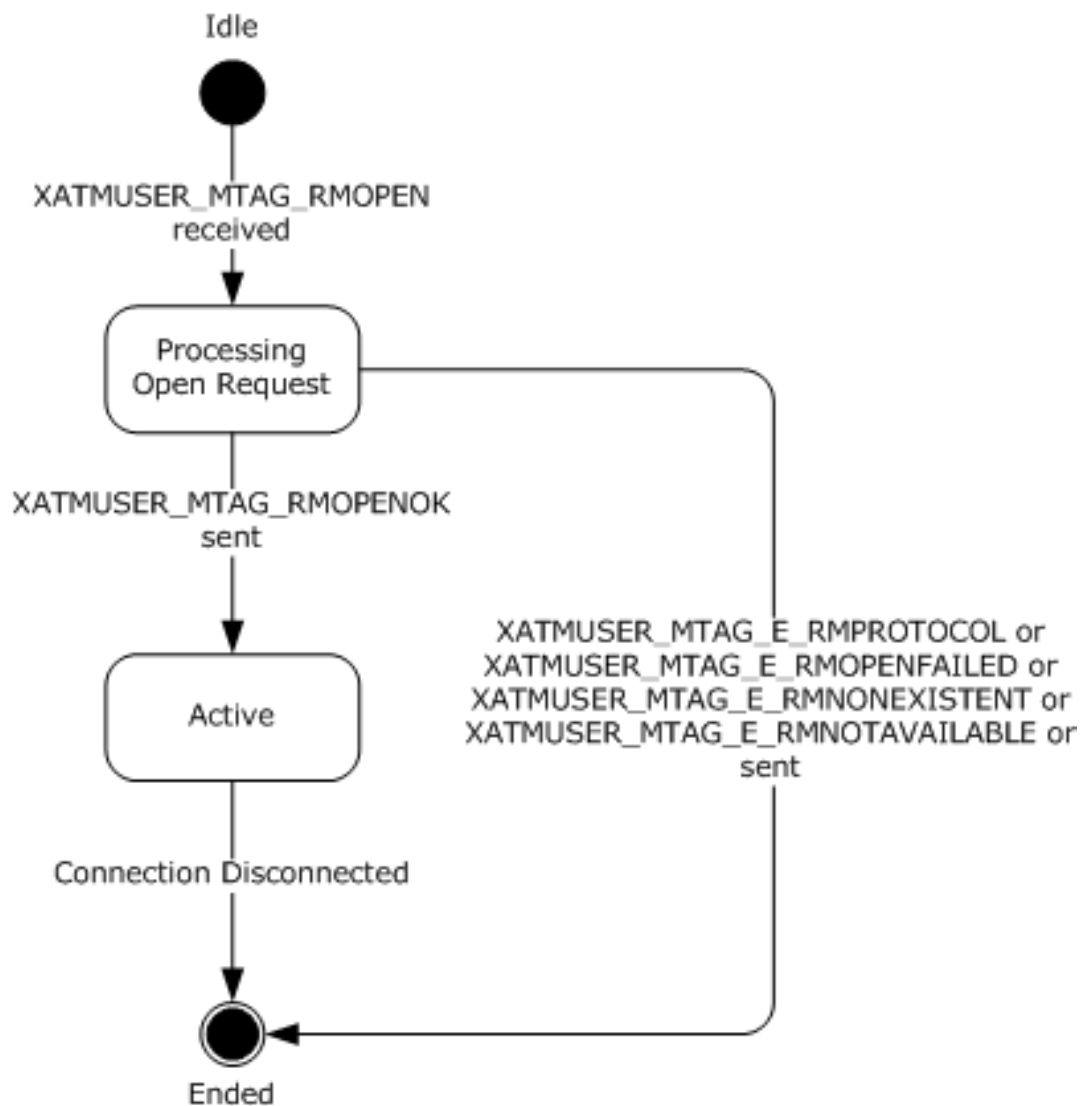 Idle
XATMUSER_MTAG_RMOPEN
received
Processing
Open Request
XATMUSER_MTAG_RMOPENOK
sent
XATMUSER_MTAG_E_RMPROTOCOL or
XATMUSER_MTAG_E_RMOPENFAILED or
XATMUSER_MTAG_E_RMNONEXISTENT or
XATMUSER_MTAG_E_RMNOTAVAILABLE or
sent
Active
Connection Disconnected
Ended